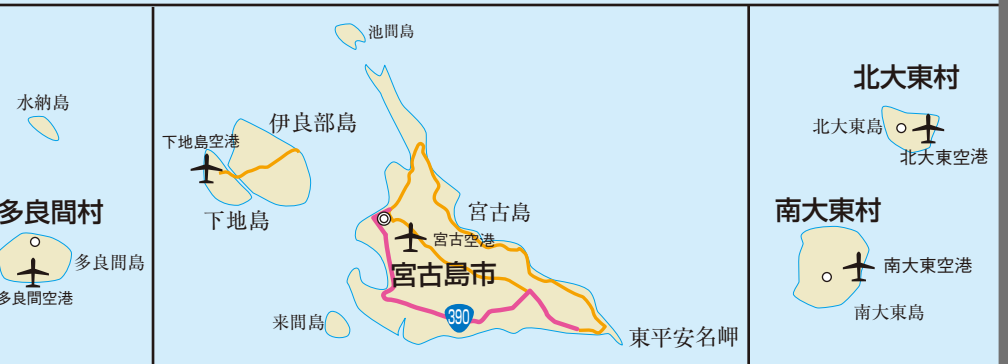 水納島
多良間村
多良間島
多良間空港
池間島
伊良部島
下地島空港
下地島
宮古島
宮古空港
宮古島市
390
来間島
東平安名岬
北大東村
北大東島
北大東空港
南大東村
南大東空港
南大東島